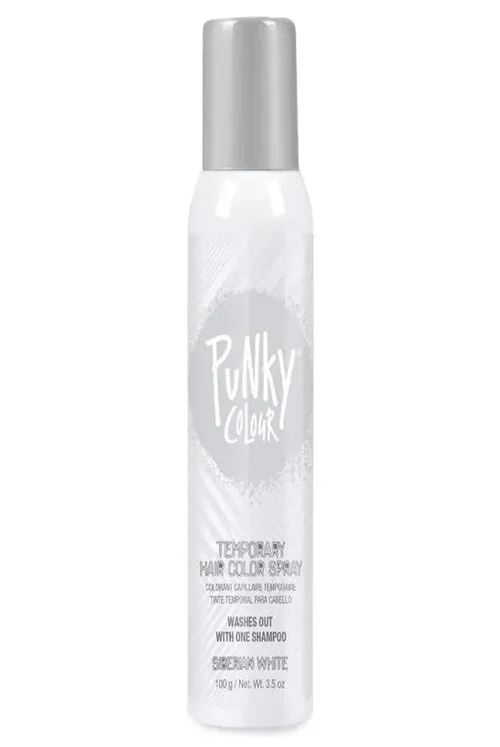 PUNky
COLOUR
TEMPORARY
HAIR COLOR SPRAY
COLORANT CAPILLAIRE TEMPORAIRE
TINTE TEMPORAL PARA CABELLO
WASHES OUT
WITH ONE SHAMPOO
SIBERIAN WHITE
100 g / Net. Wt. 3.5 oz